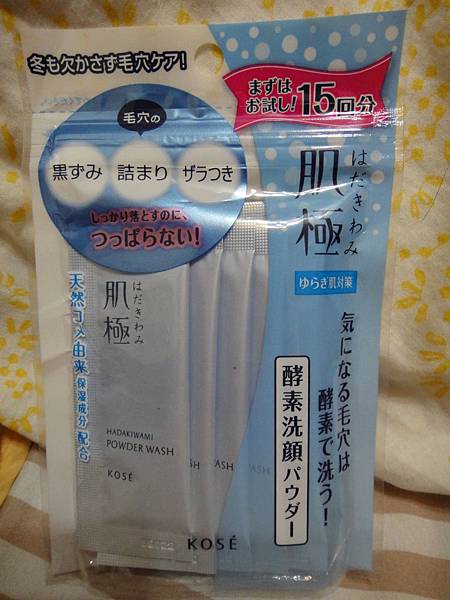 冬も欠かさず毛穴ケア!
まずは
お試し!15回分
毛穴の
黒ずみ
詰まり
ザラつき
しっかり落とすのに、
つっぱらない!
肌極
はだきわみ
ゆらぎ肌対策
気になる毛穴は
酵素で洗う!
酵素洗顔パウダー
天然コメ由来保湿成分配合
肌極
はだきわみ
HADAKIWAMI
POWDER WASH
KOSÉ
WASH
WASH
KOSÉ